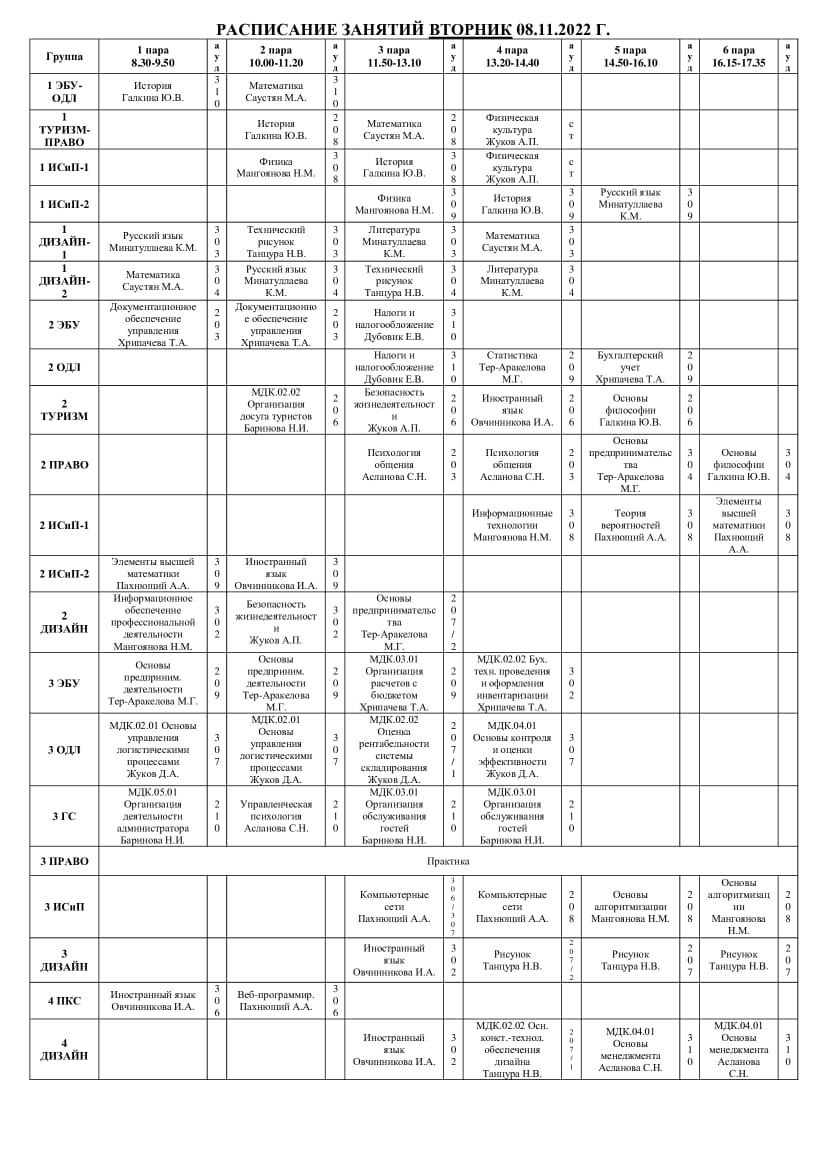 РАСПИСАНИЕ ЗАНЯТИЙ ВТОРНИК 08.11.2022 Г.
Группа | 1 пара 8.30-9.50 | ауд | 2 пара 10.00-11.20 | ауд | 3 пара 11.50-13.10 | ауд | 4 пара 13.20-14.40 | ауд | 5 пара 14.50-16.10 | ауд | 6 пара 16.15-17.35 | ауд
1 ЭБУ-ОДЛ | История Галкина Ю.В. | 310 | Математика Саустян М.А. | 310
1 ТУРИЗМ-ПРАВО | История Галкина Ю.В. | 208 | Математика Саустян М.А. | 208 | Физическая культура Жуков А.П. | ст
1 ИСиП-1 | Физика Мангоянова Н.М. | 308 | История Галкина Ю.В. | 308 | Физическая культура Жуков А.П. | ст
1 ИСиП-2 | Физика Мангоянова Н.М. | 309 | История Галкина Ю.В. | 309 | Русский язык Минатуллаева К.М. | 309
1 ДИЗАЙН-1 | Русский язык Минатуллаева К.М. | 303 | Технический рисунок Танцура Н.В. | 303 | Литература Минатуллаева К.М. | 303 | Математика Саустян М.А. | 303
1 ДИЗАЙН-2 | Математика Саустян М.А. | 304 | Русский язык Минатуллаева К.М. | 304 | Технический рисунок Танцура Н.В. | 304 | Литература Минатуллаева К.М. | 304
2 ЭБУ | Документационное обеспечение управления Хрипачева Т.А. | 203 | Документационное обеспечение управления Хрипачева Т.А. | 203 | Налоги и налогообложение Дубовик Е.В. | 310
2 ОДЛ | Налоги и налогообложение Дубовик Е.В. | 310 | Статистика Тер-Аракелова М.Г. | 209 | Бухгалтерский учет Хрипачева Т.А. | 209
2 ТУРИЗМ | МДК.02.02 Организация досуга туристов Баринова Н.И. | 206 | Безопасность жизнедеятельности Жуков А.П. | 206 | Иностранный язык Овчинникова И.А. | 206 | Основы философии Галкина Ю.В. | 206
2 ПРАВО | Психология общения Асланова С.Н. | 203 | Психология общения Асланова С.Н. | 203 | Основы предпринимательства Тер-Аракелова М.Г. | 304 | Основы философии Галкина Ю.В. | 304
2 ИСиП-1 | Информационные технологии Мангоянова Н.М. | 308 | Теория вероятностей Пахнющий А.А. | 308 | Элементы высшей математики Пахнющий А.А. | 308
2 ИСиП-2 | Элементы высшей математики Пахнющий А.А. | 309 | Иностранный язык Овчинникова И.А. | 309
2 ДИЗАЙН | Информационное обеспечение профессиональной деятельности Мангоянова Н.М. | 302 | Безопасность жизнедеятельности Жуков А.П. | 302 | Основы предпринимательства Тер-Аракелова М.Г. | 207/2
3 ЭБУ | Основы предприним. деятельности Тер-Аракелова М.Г. | 209 | Основы предприним. деятельности Тер-Аракелова М.Г. | 209 | МДК.03.01 Организация расчетов с бюджетом Хрипачева Т.А. | 209 | МДК.02.02 Бух. техн. проведения и оформления инвентаризации Хрипачева Т.А. | 302
3 ОДЛ | МДК.02.01 Основы управления логистическими процессами Жуков Д.А. | 307 | МДК.02.01 Основы управления логистическими процессами Жуков Д.А. | 307 | МДК.02.02 Оценка рентабельности системы складирования Жуков Д.А. | 207/1 | МДК.04.01 Основы контроля и оценки эффективности Жуков Д.А. | 307
3 ГС | МДК.05.01 Организация деятельности администратора Баринов Н.И. | 210 | Управленческая психология Асланова С.Н. | 210 | МДК.03.01 Организация обслуживания гостей Баринова Н.И. | 210 | МДК.03.01 Организация обслуживания гостей Баринова Н.И. | 210
3 ПРАВО | Практика
3 ИСиП | Компьютерные сети Пахнющий А.А. | 306/307 | Компьютерные сети Пахнющий А.А. | 208 | Основы алгоритмизации Мангоянова Н.М. | 208 | Основы алгоритмизации Мангоянова Н.М. | 208
3 ДИЗАЙН | Иностранный язык Овчинникова И.А. | 302 | Рисунок Танцура Н.В. | 207/2 | Рисунок Танцура Н.В. | 207 | Рисунок Танцура Н.В. | 207
4 ПКС | Иностранный язык Овчинникова И.А. | 306 | Веб-программир. Пахнющий А.А. | 306
4 ДИЗАЙН | Иностранный язык Овчинникова И.А. | 302 | МДК.02.02 Осн. конст.-технол. обеспечения дизайна Танцура Н.В. | 207/1 | МДК.04.01 Основы менеджмента Асланова С.Н. | 310 | МДК.04.01 Основы менеджмента Асланова С.Н. | 310